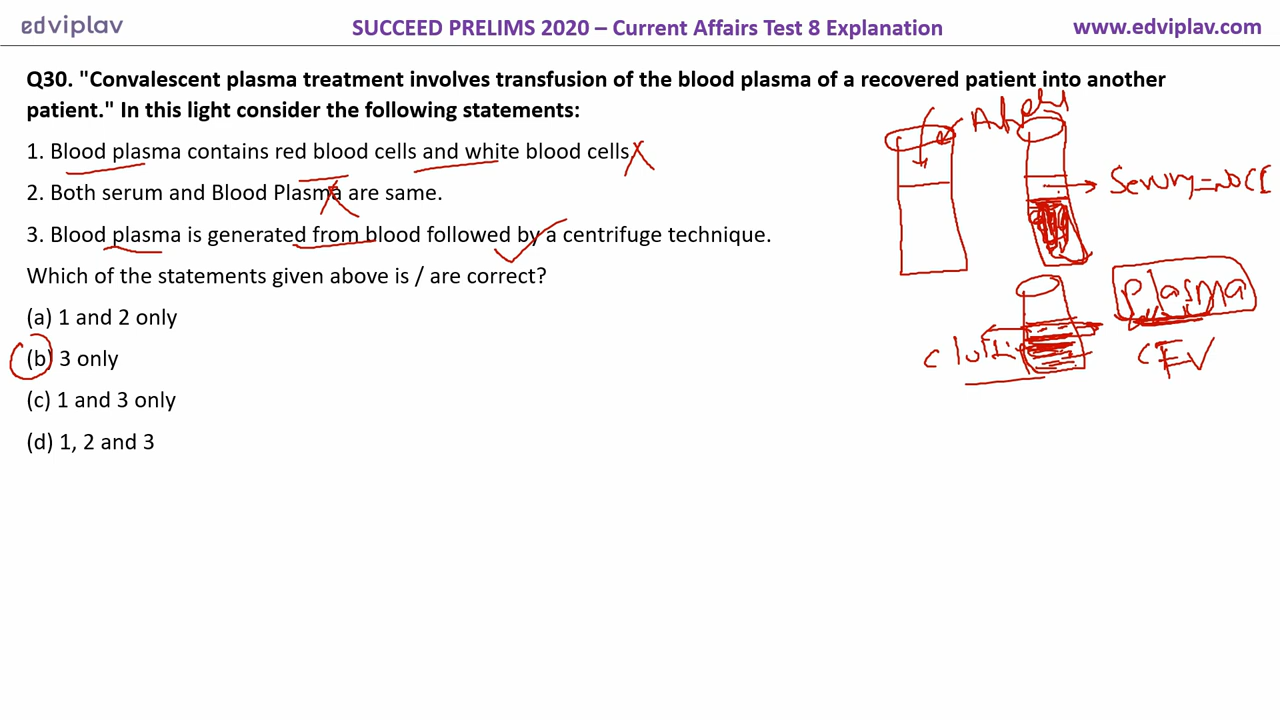 edviplav
SUCCEED PRELIMS 2020 – Current Affairs Test 8 Explanation
www.edviplav.com
Q30. "Convalescent plasma treatment involves transfusion of the blood plasma of a recovered patient into another
patient." In this light consider the following statements:
1. Blood plasma contains red blood cells and white blood cells
2. Both serum and Blood Plasma are same.
3. Blood plasma is generated from blood followed by a centrifuge technique.
Which of the statements given above is / are correct?
(a) 1 and 2 only
(b) 3 only
(c) 1 and 3 only
(d) 1, 2 and 3
Plasma